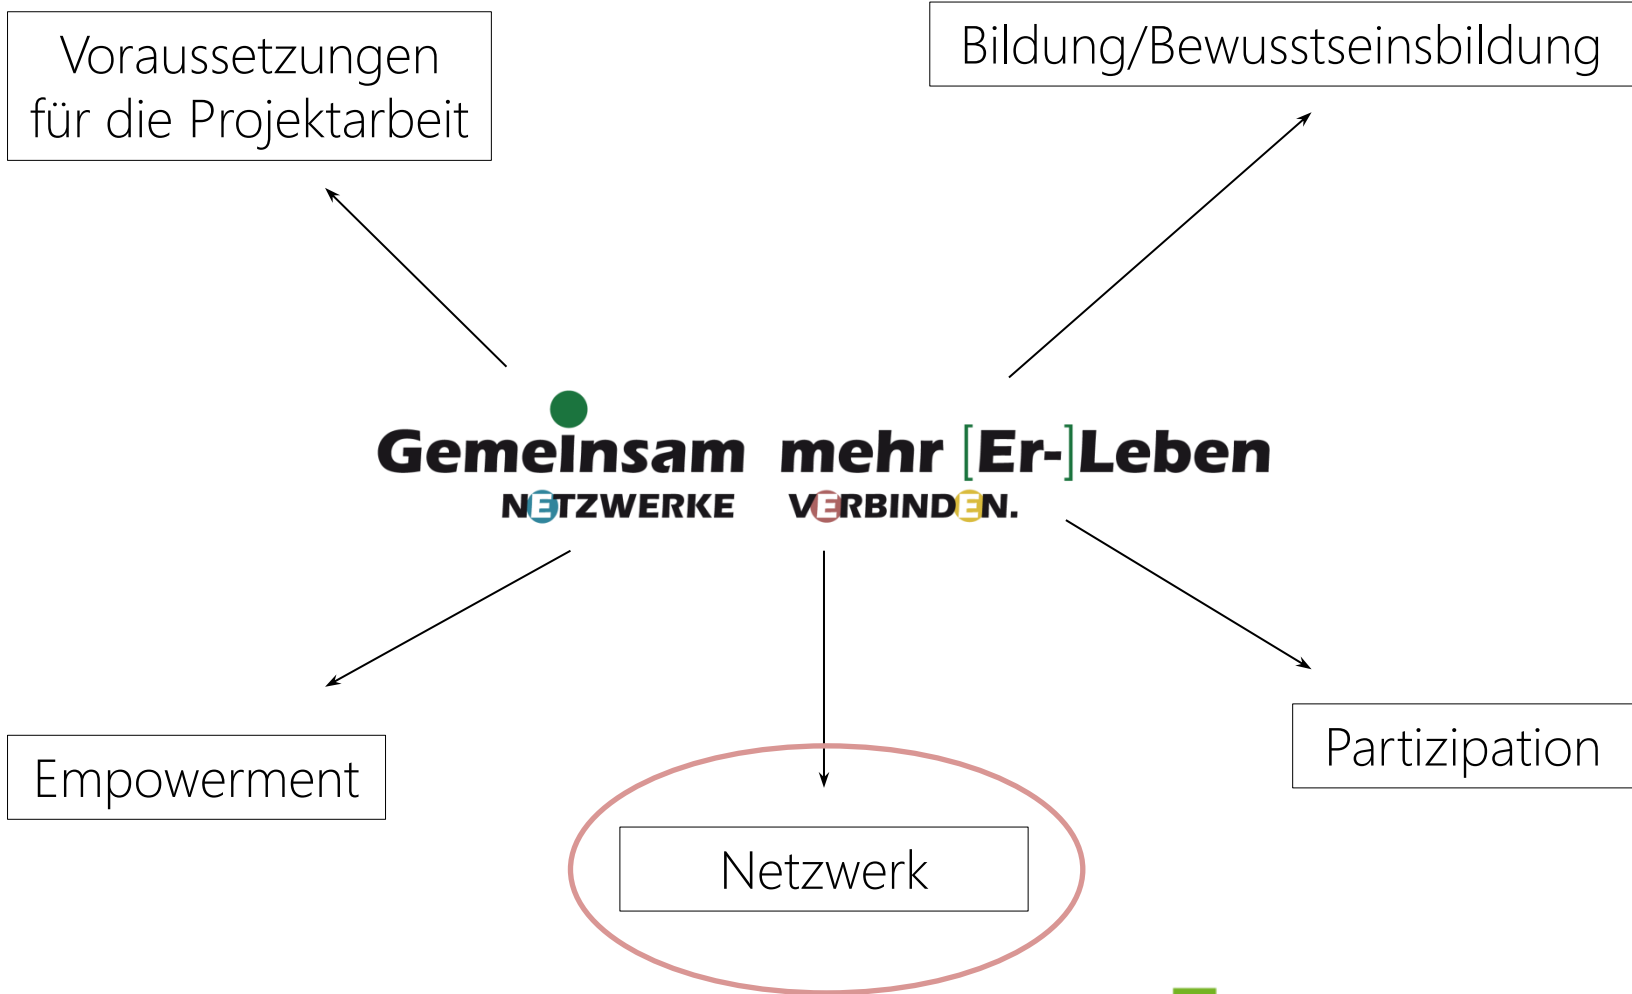 Voraussetzungen
für die Projektarbeit
Bildung/Bewusstseinsbildung
Gemeinsam mehr [Er-]Leben
NETZWERKE VERBINDEN.
Empowerment
Partizipation
Netzwerk